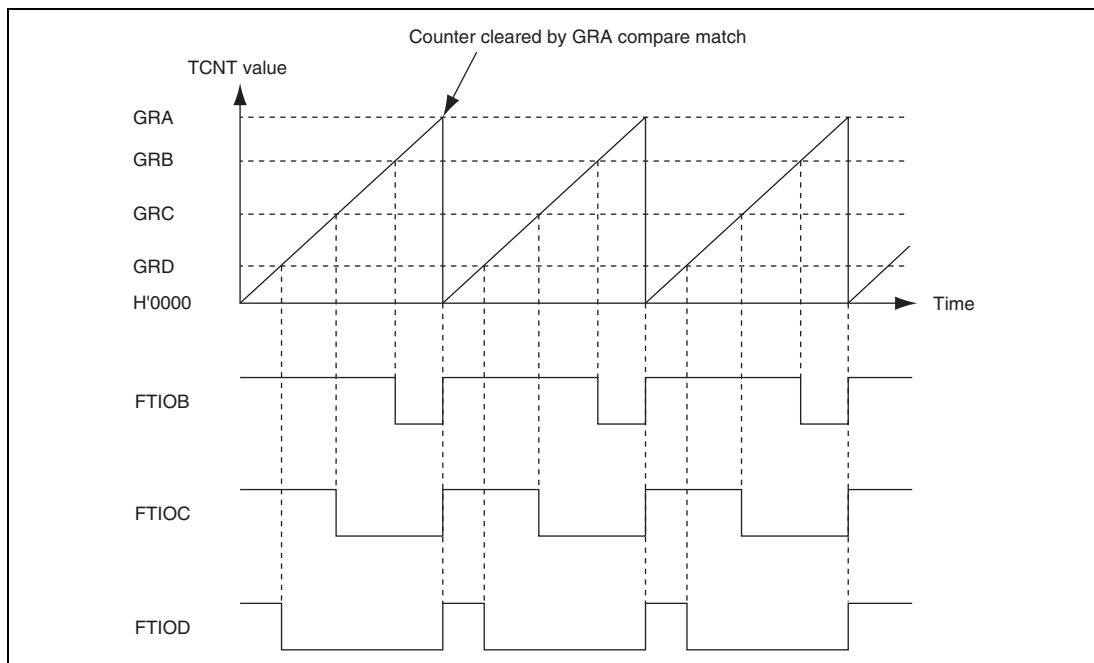 Counter cleared by GRA compare match
TCNT value
GRA
GRB
GRC
GRD
H'0000
Time
FTIOB
FTIOC
FTIOD